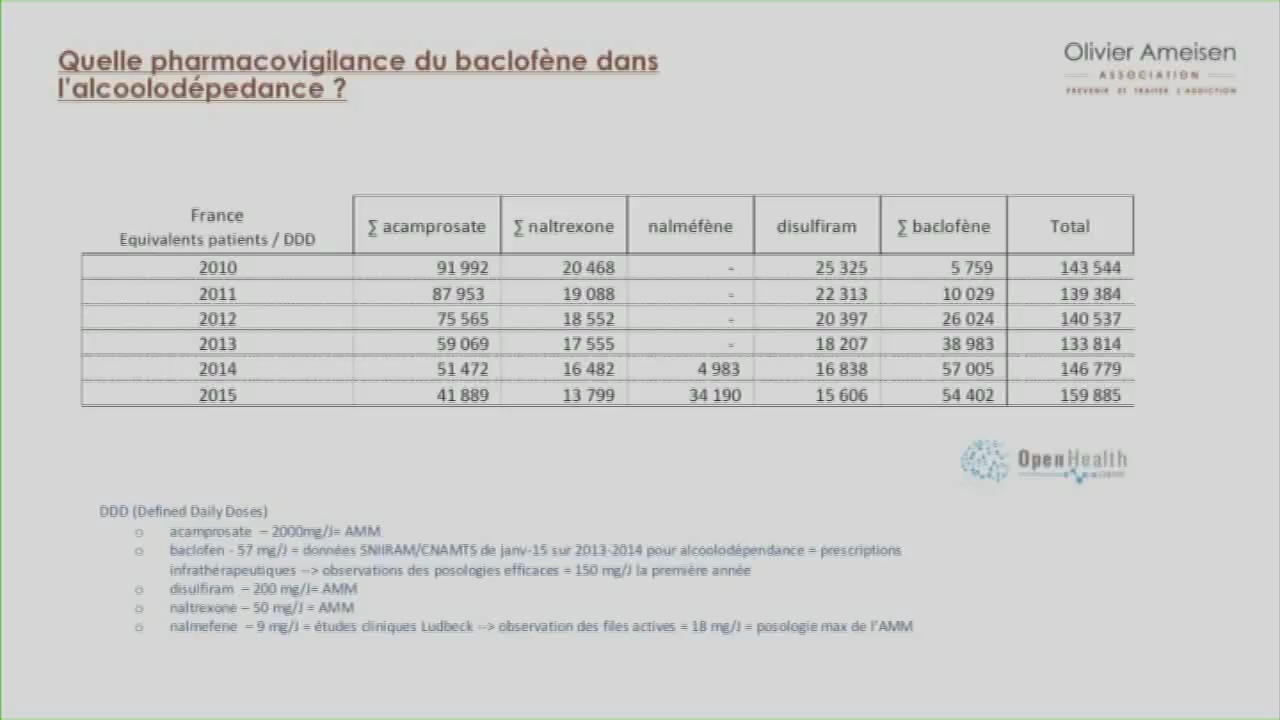 Quelle pharmacovigilance du baclofène dans
l'alcoolodépedance ?
Olivier Ameisen
ASSOCIATION
PREVENIR ET TRAITER L'ADDICTION
France
Equivalents patients / DDD
∑ acamprosate ∑ naltrexone nalméfène disulfiram ∑ baclofène Total
2010 91 992 20 468 - 25 325 5 759 143 544
2011 87 953 19 088 - 22 313 10 029 139 384
2012 75 565 18 552 - 20 397 26 024 140 537
2013 59 069 17 555 - 18 207 38 983 133 814
2014 51 472 16 482 4 983 16 838 57 005 146 779
2015 41 889 13 799 34 190 15 606 54 402 159 885
OpenHealth
DDD (Defined Daily Doses)
o acamprosate – 2000mg/J= AMM
o baclofen - 57 mg/J = données SNIIRAM/CNAMTS de janv-15 sur 2013-2014 pour alcoolodépendance = prescriptions
infrathérapeutiques --> observations des posologies efficaces = 150 mg/J la première année
o disulfiram – 200 mg/J= AMM
o naltrexone – 50 mg/J = AMM
o nalmefene – 9 mg/J = études cliniques Ludbeck --> observation des files actives = 18 mg/J = posologie max de l'AMM